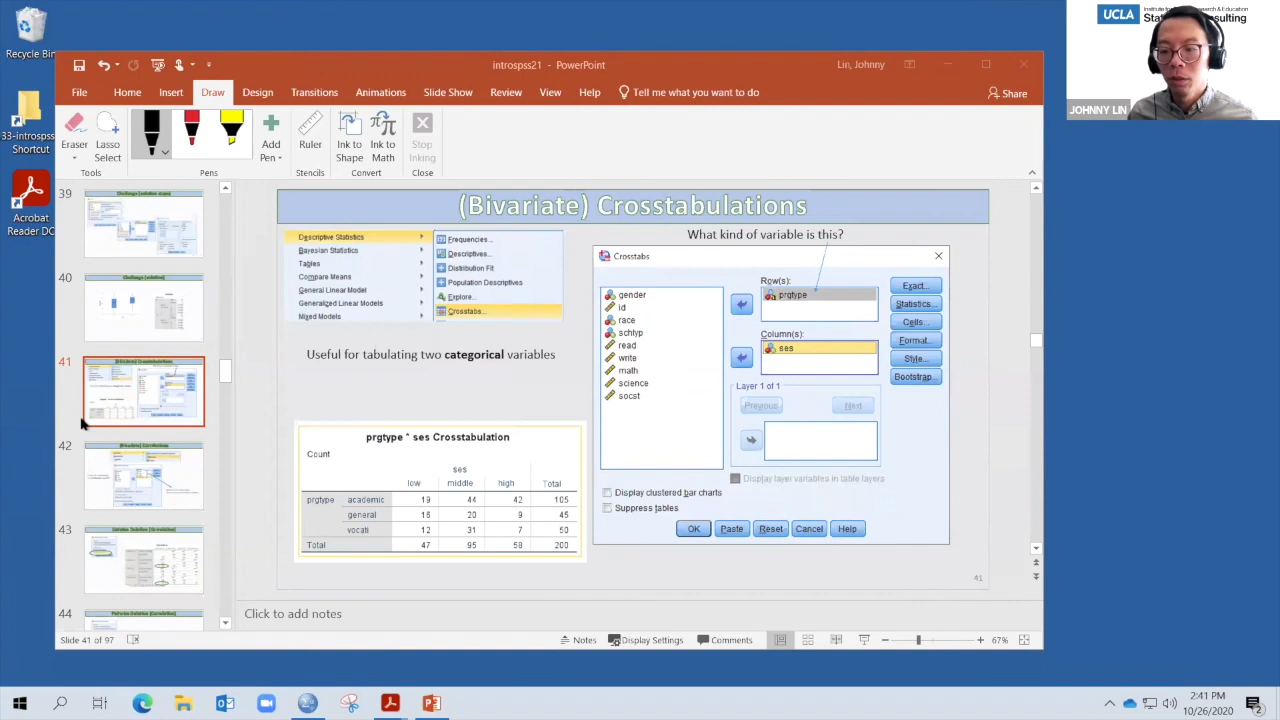 Recycle Bin
33-introspss
Shortcut
Acrobat
Reader DC
introspss21 - PowerPoint
Lin, Johnny
File Home Insert Draw Design Transitions Animations Slide Show Review View Help Tell me what you want to do Share
Eraser Lasso Select Add Pen Ruler Ink to Shape Ink to Math Stop Inking
Tools Pens Stencils Convert Close
39
40
41
42
43
44
(Bivariate) Crosstabulations
Descriptive Statistics
Bayesian Statistics
Tables
Compare Means
General Linear Model
Generalized Linear Models
Mixed Models
Frequencies...
Descriptives...
Distribution Fit
Population Descriptives
Explore...
Crosstabs...
Useful for tabulating two categorical variables
prgtype * ses Crosstabulation
Count
ses
low middle high Total
prgtype academic 19 44 42 105
general 16 20 9 45
vocati 12 31 7 50
Total 47 95 58 200
What kind of variable is this?
Crosstabs
gender
id
race
schtyp
read
write
math
science
socst
Row(s):
prgtype
Column(s):
ses
Layer 1 of 1
Previous Next
Display layer variables in table layers
Exact...
Statistics...
Cells...
Format...
Style...
Bootstrap...
Display clustered bar charts
Suppress tables
OK Paste Reset Cancel Help
41
Click to add notes
Slide 41 of 97
Notes Display Settings Comments 67%
2:41 PM
10/26/2020
2
UCLA
JOHNNY LIN